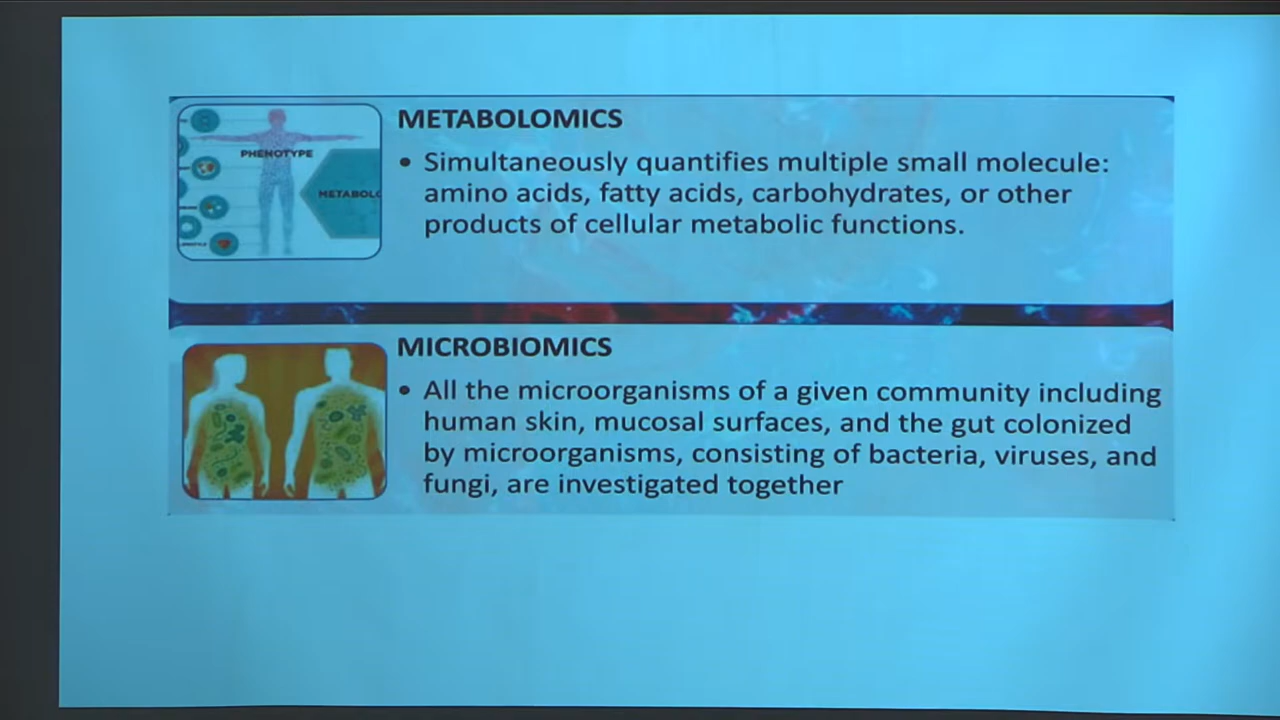 METABOLOMICS
PHENOTYPE
METABOLO
• Simultaneously quantifies multiple small molecule:
amino acids, fatty acids, carbohydrates, or other
products of cellular metabolic functions.
MICROBIOMICS
• All the microorganisms of a given community including
human skin, mucosal surfaces, and the gut colonized
by microorganisms, consisting of bacteria, viruses, and
fungi, are investigated together